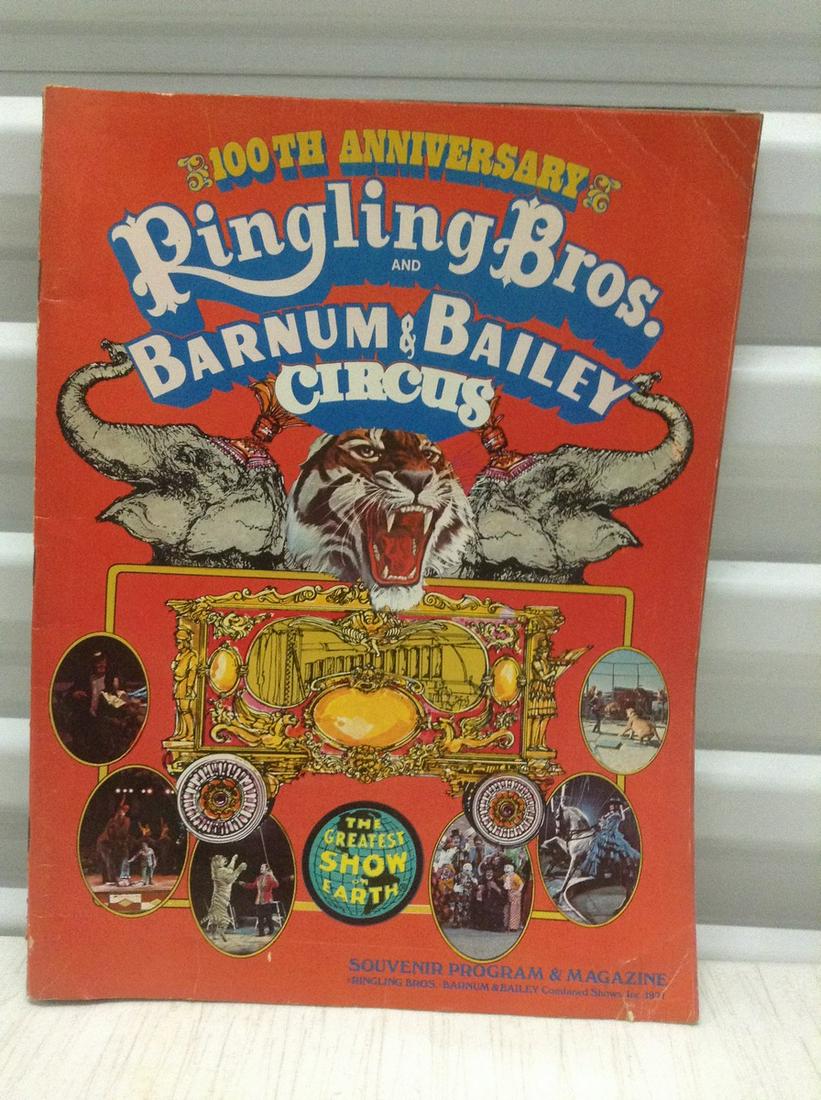 100TH ANNIVERSARY
Ringling Bros.
AND
BARNUM & BAILEY
CIRCUS
THE
GREATEST
SHOW
ON
EARTH
SOUVENIR PROGRAM & MAGAZINE
RINGLING BROS. BARNUM & BAILEY Combined Shows, Inc.